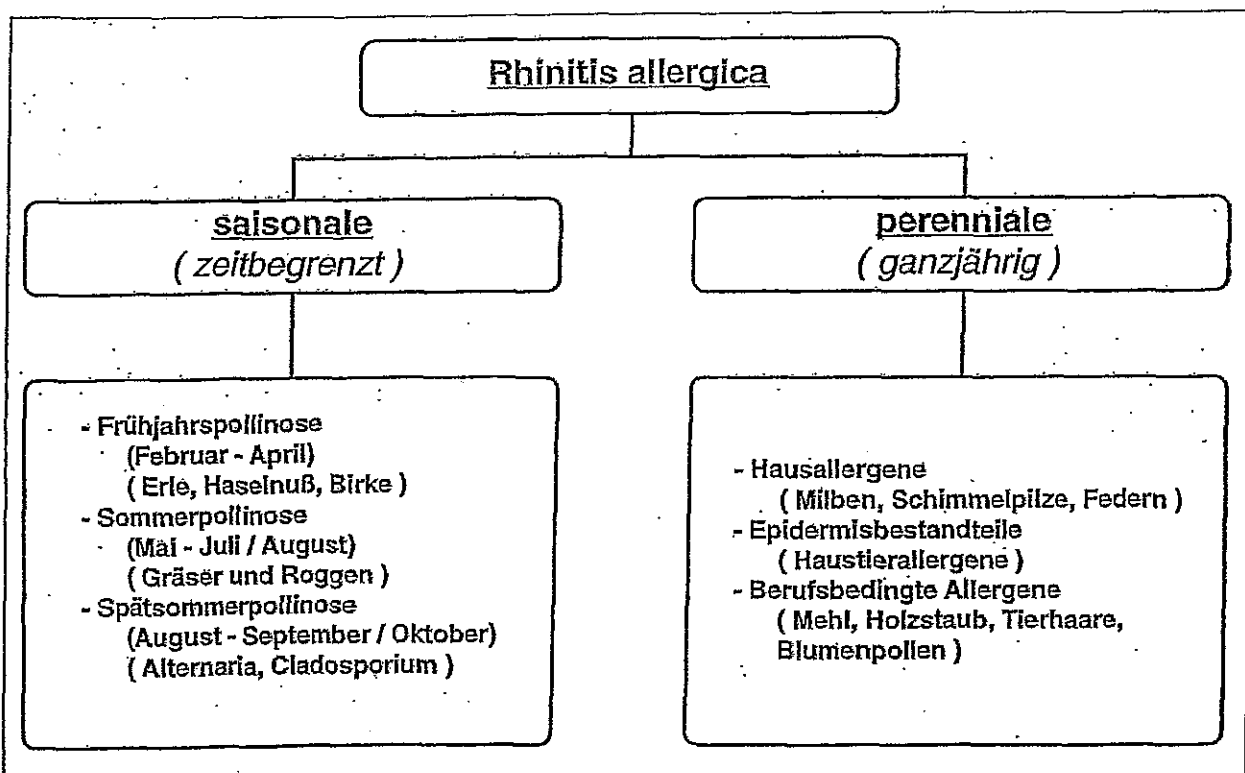 Rhinitis allergica
saisonale
( zeitbegrenzt )
- Frühjahrspollinose
(Februar - April)
( Erle, Haselnuß, Birke )
- Sommerpollinose
(Mai - Juli / August)
( Gräser und Roggen )
- Spätsommerpollinose
(August - September / Oktober)
( Alternaria, Cladosporium )
perenniale
( ganzjährig )
- Hausallergene
( Milben, Schimmelpilze, Federn )
- Epidermisbestandteile
( Haustierallergene )
- Berufsbedingte Allergene
( Mehl, Holzstaub, Tierhaare,
Blumenpollen )